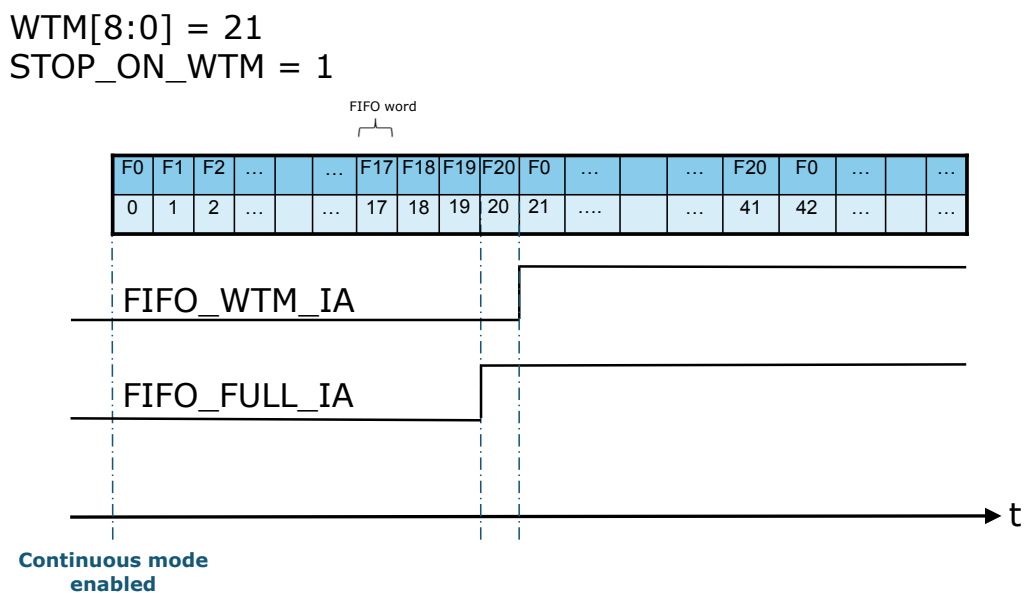 WTM[8:0] = 21
STOP_ON_WTM = 1
FIFO word
F0 F1 F2 ... ... F17 F18 F19 F20 F0 ... ... F20 F0 ... ...
0 1 2 ... ... 17 18 19 20 21 .... ... 41 42 ... ...
FIFO_WTM_IA
FIFO_FULL_IA
t
Continuous mode
enabled